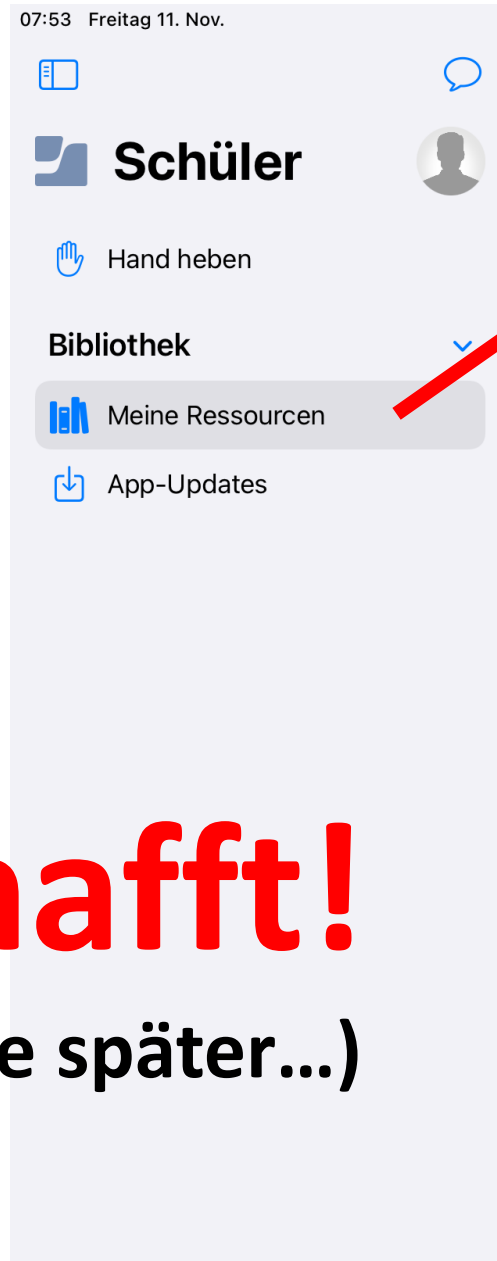 07:53 Freitag 11. Nov.
Schüler
Hand heben
Bibliothek
Meine Ressourcen
App-Updates
afft!
e später...)